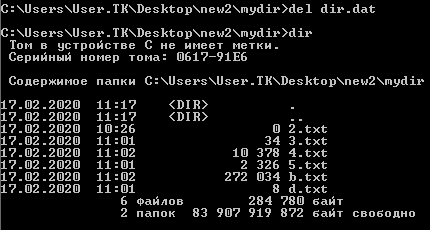 C:\Users\User.TK\Desktop\new2\mydir>del dir.dat
C:\Users\User.TK\Desktop\new2\mydir>dir
Том в устройстве C не имеет метки.
Серийный номер тома: 0617-91E6
Содержимое папки C:\Users\User.TK\Desktop\new2\mydir
17.02.2020 11:17 <DIR> .
17.02.2020 11:17 <DIR> ..
17.02.2020 10:26 0 2.txt
17.02.2020 11:01 34 3.txt
17.02.2020 11:02 10 378 4.txt
17.02.2020 11:01 2 326 5.txt
17.02.2020 11:02 272 034 b.txt
17.02.2020 11:01 8 d.txt
6 файлов 284 780 байт
2 папок 83 907 919 872 байт свободно